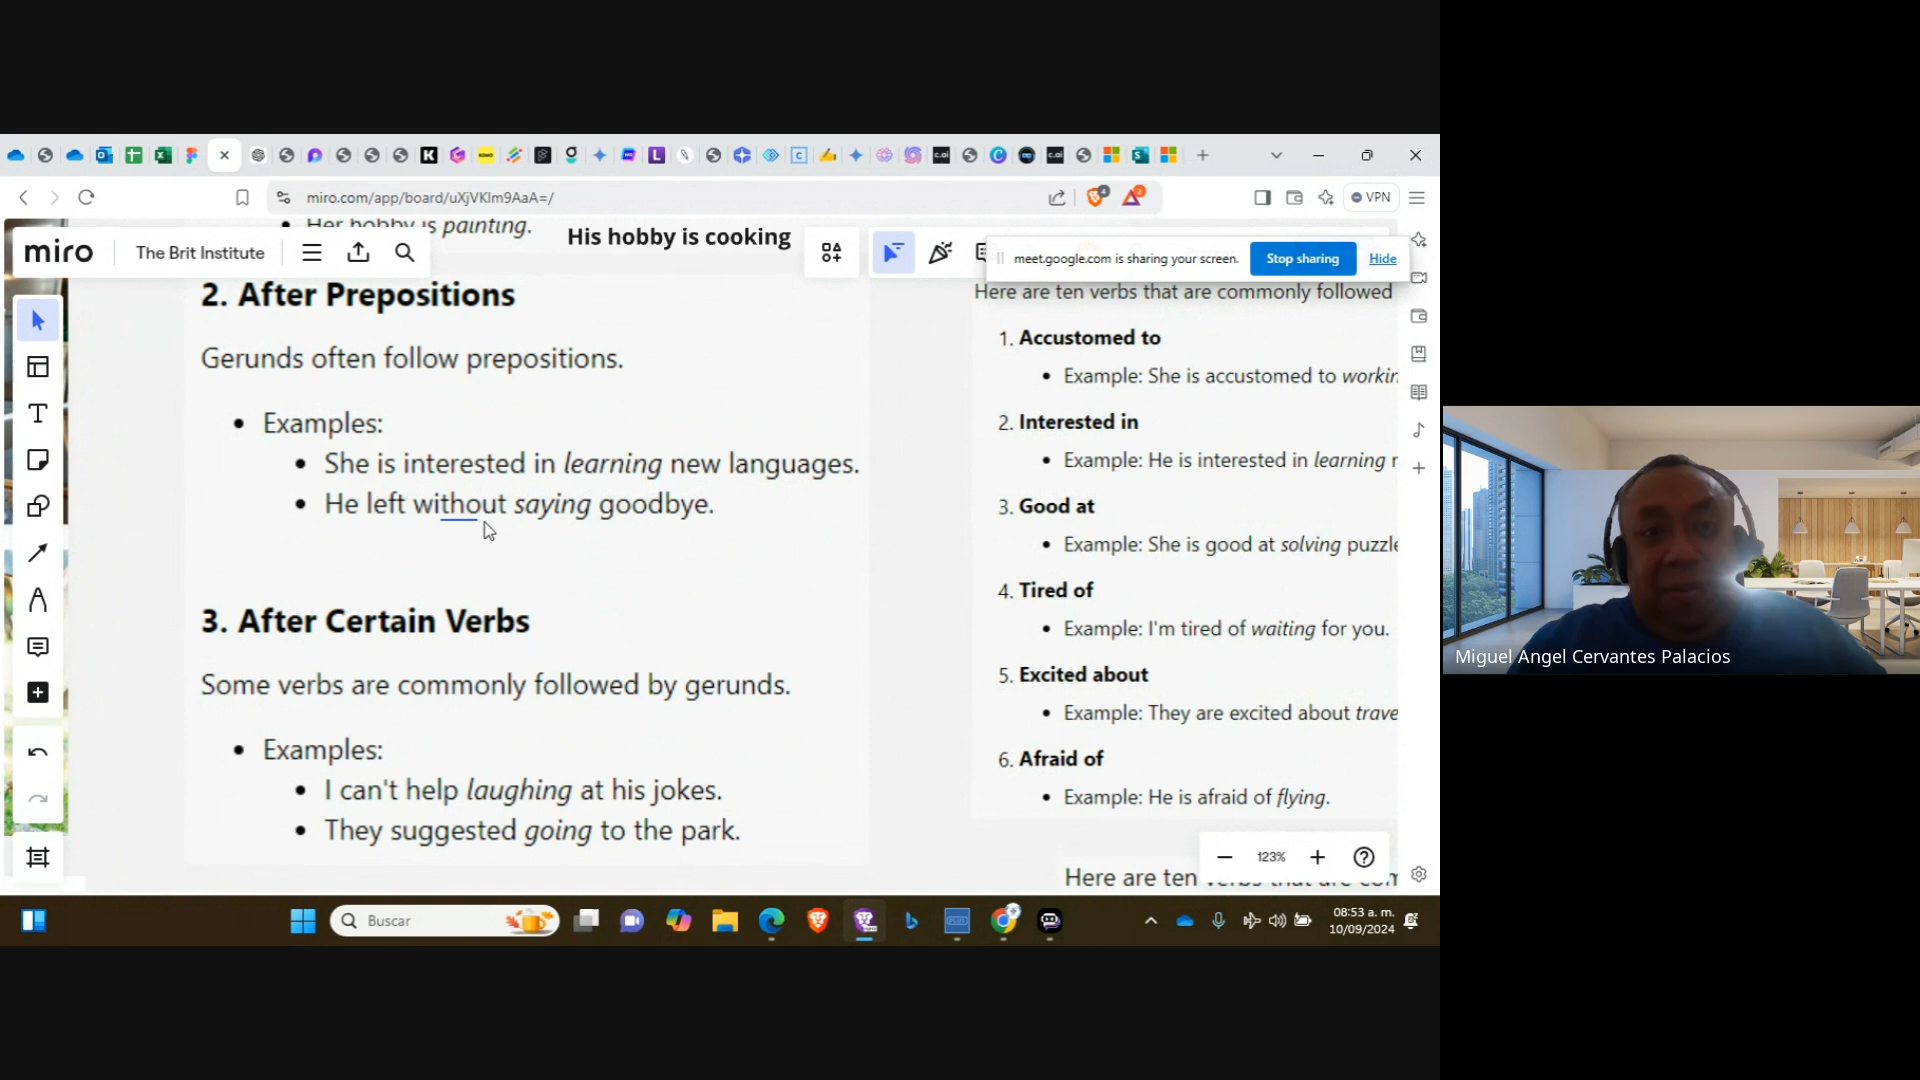 miro.com/app/board/uXjVKlm9AaA=/
VPN
Her hobby is painting.
His hobby is cooking
miro
The Brit Institute
meet.google.com is sharing your screen.
Stop sharing
Hide
2. After Prepositions
Gerunds often follow prepositions.
Examples:
She is interested in learning new languages.
He left without saying goodbye.
3. After Certain Verbs
Some verbs are commonly followed by gerunds.
Examples:
I can't help laughing at his jokes.
They suggested going to the park.
Here are ten verbs that are commonly followed
1. Accustomed to
Example: She is accustomed to workin
2. Interested in
Example: He is interested in learning r
3. Good at
Example: She is good at solving puzzle
4. Tired of
Example: I'm tired of waiting for you.
5. Excited about
Example: They are excited about trave
6. Afraid of
Example: He is afraid of flying.
123%
Here are ten verbs that are com
Buscar
08:53 a. m.
10/09/2024
Miguel Angel Cervantes Palacios